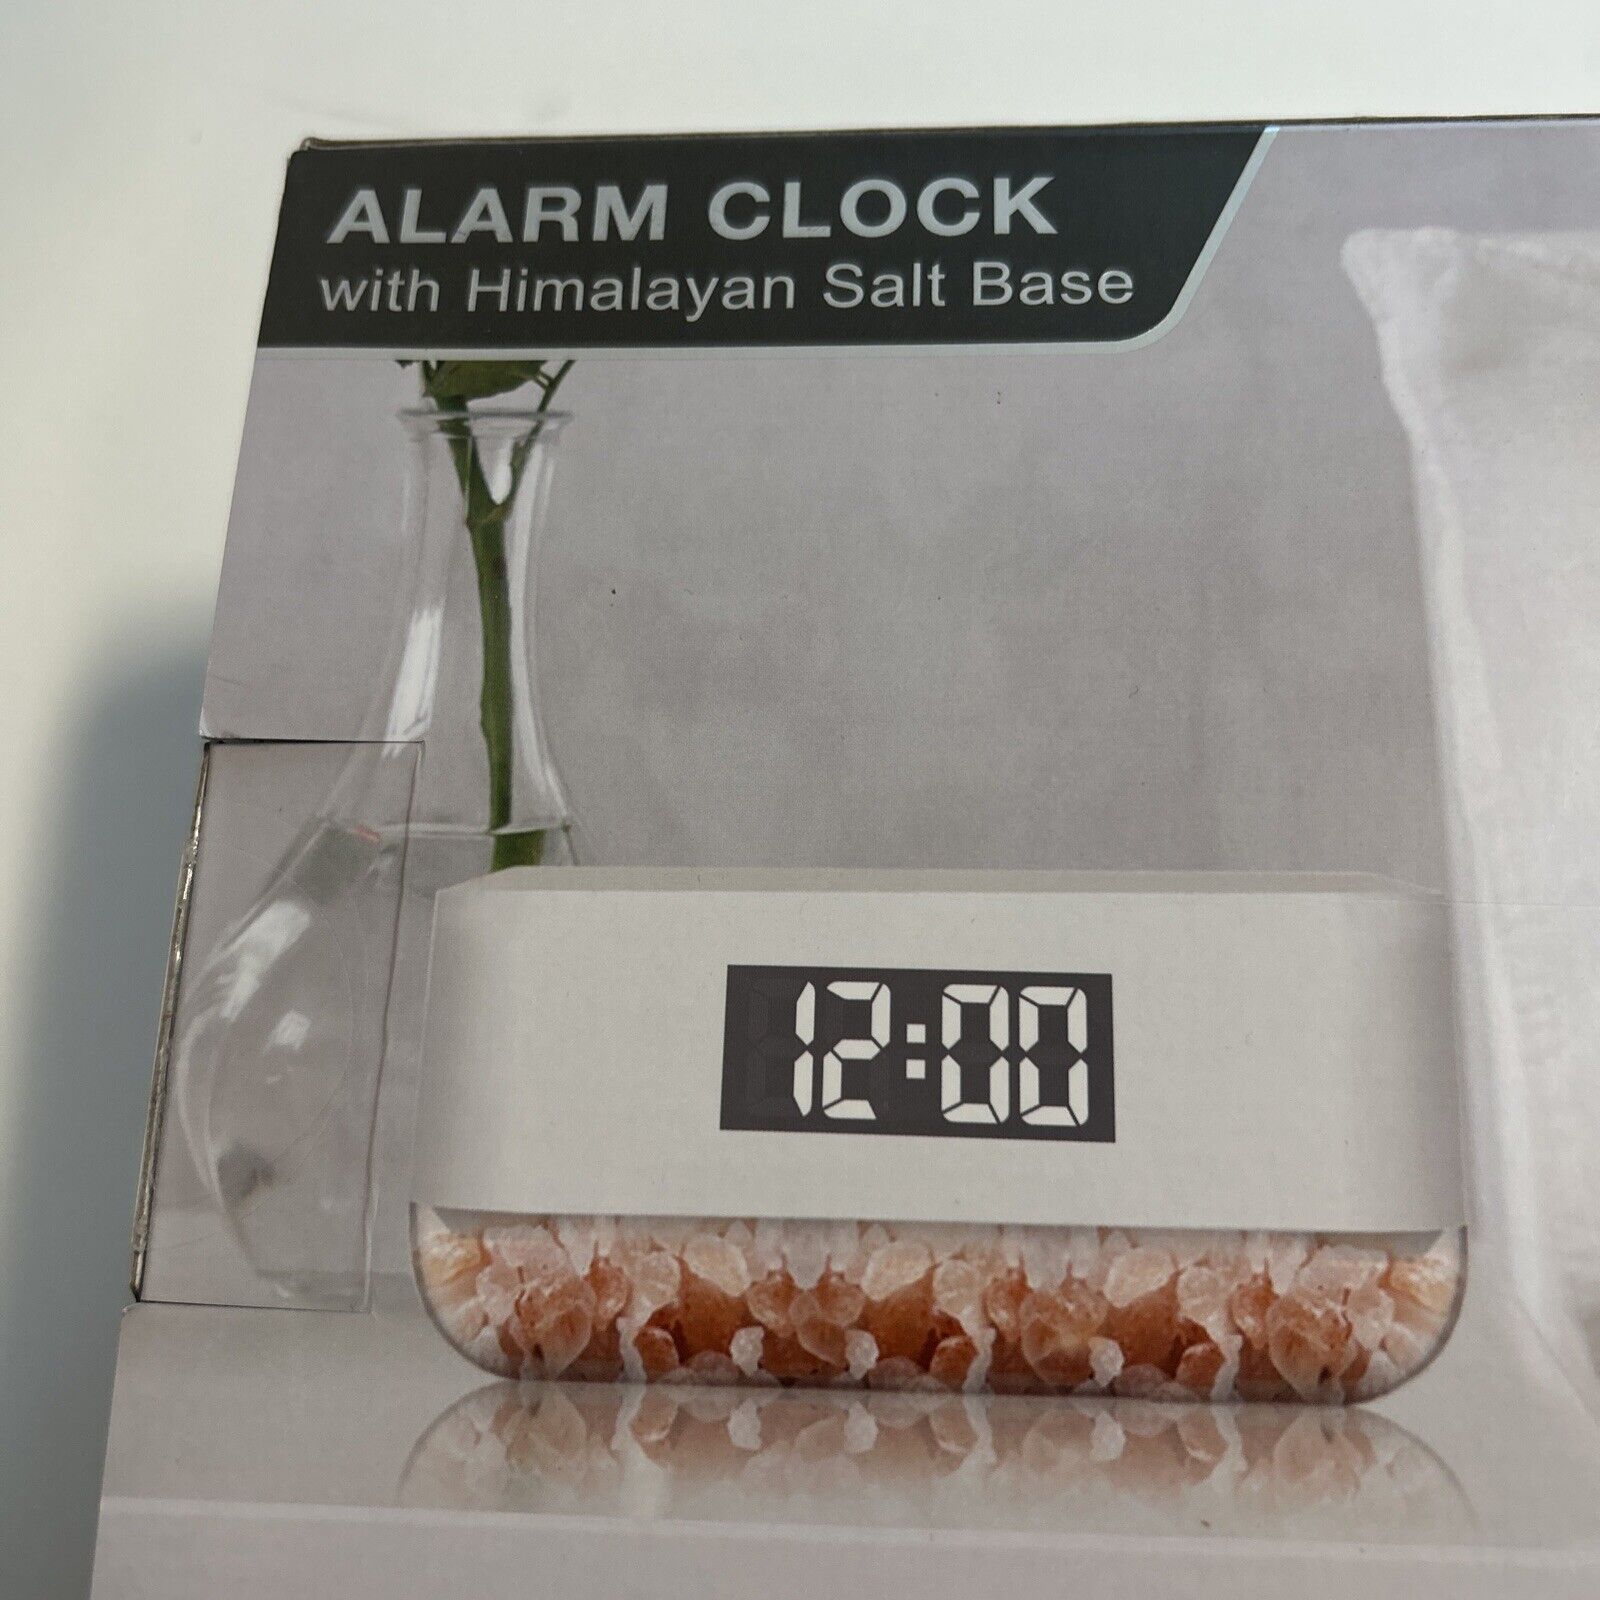 ALARM CLOCK
with Himalayan Salt Base
12:00